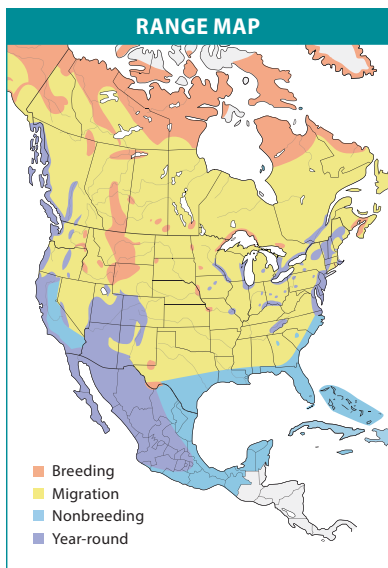 RANGE MAP
Breeding
Migration
Nonbreeding
Year-round